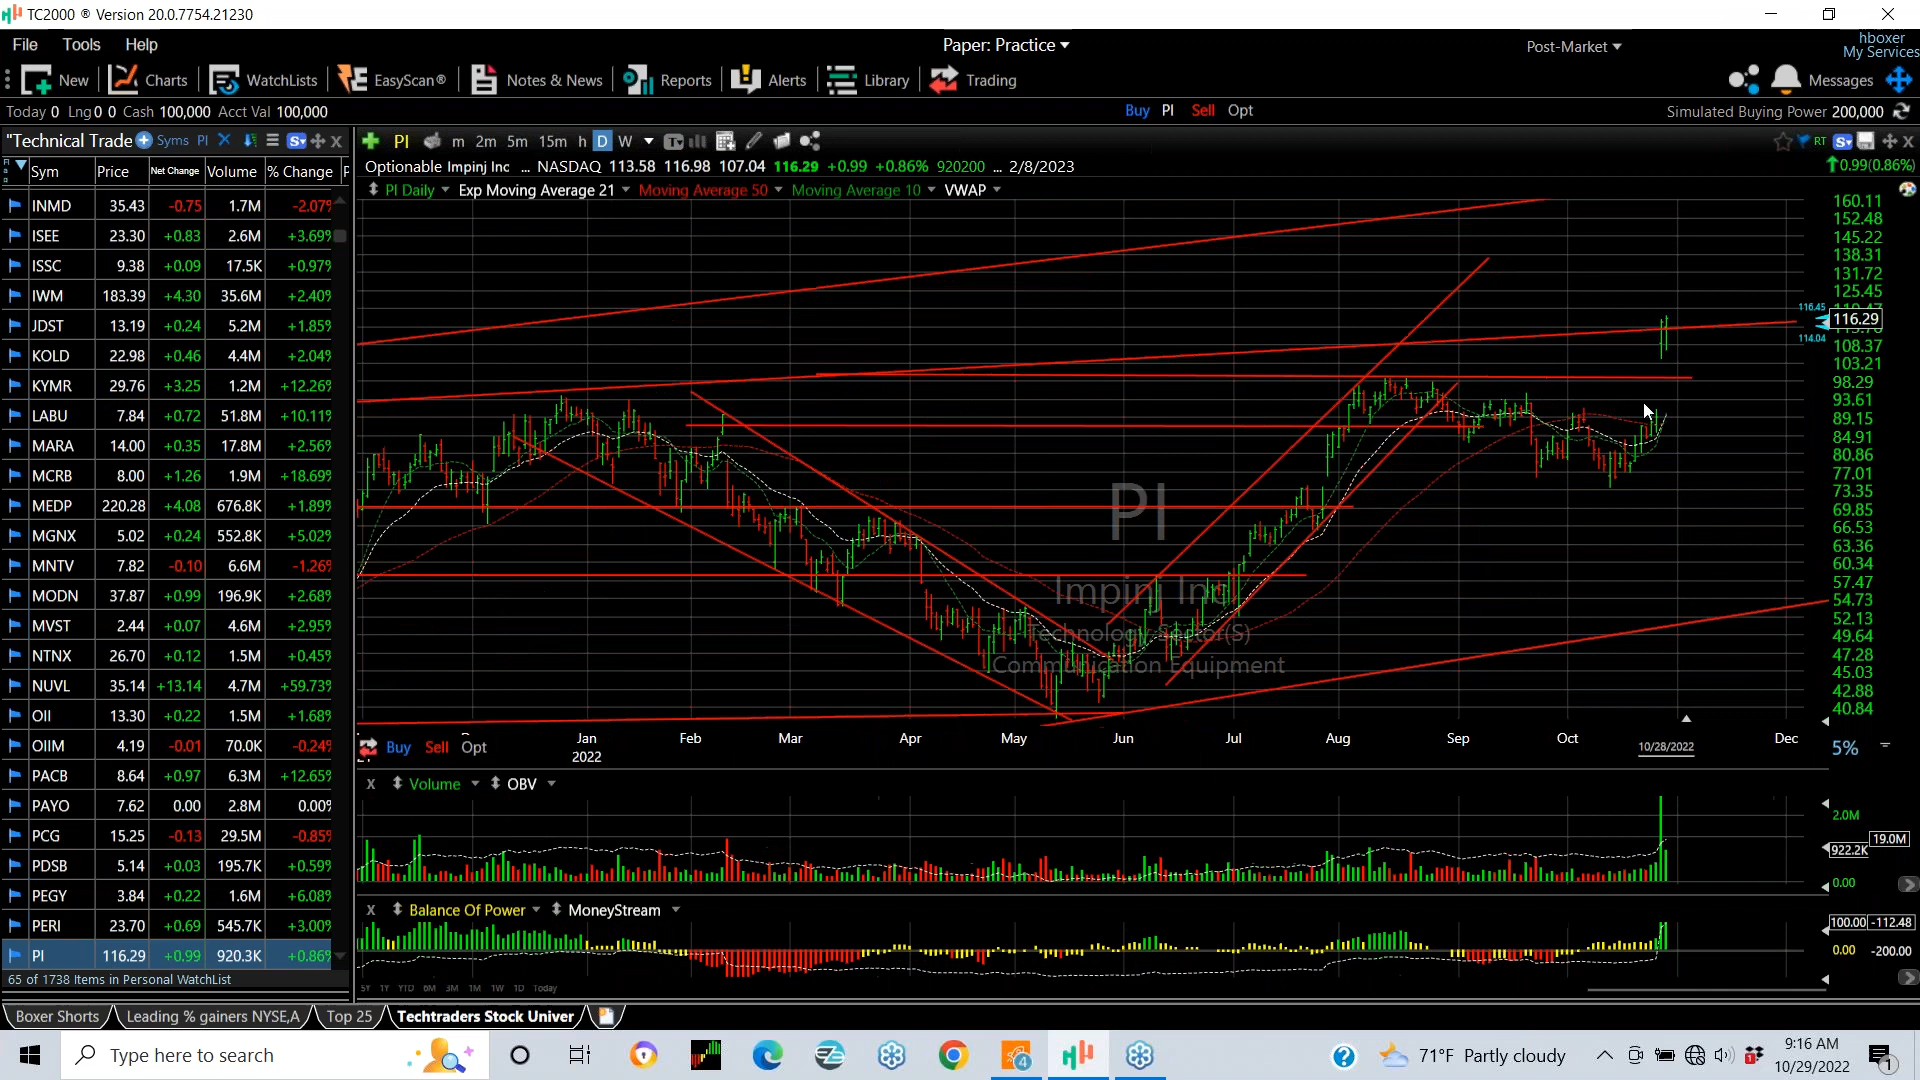 TC2000 ® Version 20.0.7754.21230
File Tools Help
Paper: Practice
Post-Market
hboxer
My Services
New Charts WatchLists EasyScan® Notes & News Reports Alerts Library Trading
Messages
Today 0 Lng 0 0 Cash 100,000 Acct Val 100,000
Buy PI Sell Opt
Simulated Buying Power 200,000
"Technical Trade Syms PI
PI m 2m 5m 15m h D W
RT
Sym Price Net Change Volume % Change
Optionable Impinj Inc ... NASDAQ 113.58 116.98 107.04 116.29 +0.99 +0.86% 920200 ... 2/8/2023
0.99(0.86%)
PI Daily Exp Moving Average 21 Moving Average 50 Moving Average 10 VWAP
INMD 35.43 -0.75 1.7M -2.07%
ISEE 23.30 +0.83 2.6M +3.69%
ISSC 9.38 +0.09 17.5K +0.97%
IWM 183.39 +4.30 35.6M +2.40%
JDST 13.19 +0.24 5.2M +1.85%
KOLD 22.98 +0.46 4.4M +2.04%
KYMR 29.76 +3.25 1.2M +12.26%
LABU 7.84 +0.72 51.8M +10.11%
MARA 14.00 +0.35 17.8M +2.56%
MCRB 8.00 +1.26 1.9M +18.69%
MEDP 220.28 +4.08 676.8K +1.89%
MGNX 5.02 +0.24 552.8K +5.02%
MNTV 7.82 -0.10 6.6M -1.26%
MODN 37.87 +0.99 196.9K +2.68%
MVST 2.44 +0.07 4.6M +2.95%
NTNX 26.70 +0.12 1.5M +0.45%
NUVL 35.14 +13.14 4.7M +59.73%
OII 13.30 +0.22 1.5M +1.68%
OIIM 4.19 -0.01 70.0K -0.24%
PACB 8.64 +0.97 6.3M +12.65%
PAYO 7.62 0.00 2.8M 0.00%
PCG 15.25 -0.13 29.5M -0.85%
PDSB 5.14 +0.03 195.7K +0.59%
PEGY 3.84 +0.22 1.6M +6.08%
PERI 23.70 +0.69 545.7K +3.00%
PI 116.29 +0.99 920.3K +0.86%
65 of 1738 Items in Personal WatchList
160.11
152.48
145.22
138.31
131.72
125.45
116.45
116.29
114.04
108.37
103.21
98.29
93.61
89.15
84.91
80.86
77.01
73.35
69.85
66.53
63.36
60.34
57.47
54.73
52.13
49.64
47.28
45.03
42.88
40.84
PI
Impinj Inc
Technology Sector(S)
Communication Equipment
Jan Feb Mar Apr May Jun Jul Aug Sep Oct Dec
2022
10/28/2022
5%
Buy Sell Opt
X Volume OBV
2.0M
19.0M
922.2K
0.00
X Balance Of Power MoneyStream
100.00 -112.48
0.00 -200.00
5Y 1Y YTD 6M 3M 1M 1W 1D Today
Boxer Shorts Leading % gainers NYSE,A Top 25 Techtraders Stock Univer
Type here to search
4
71°F Partly cloudy
9:16 AM
10/29/2022
1